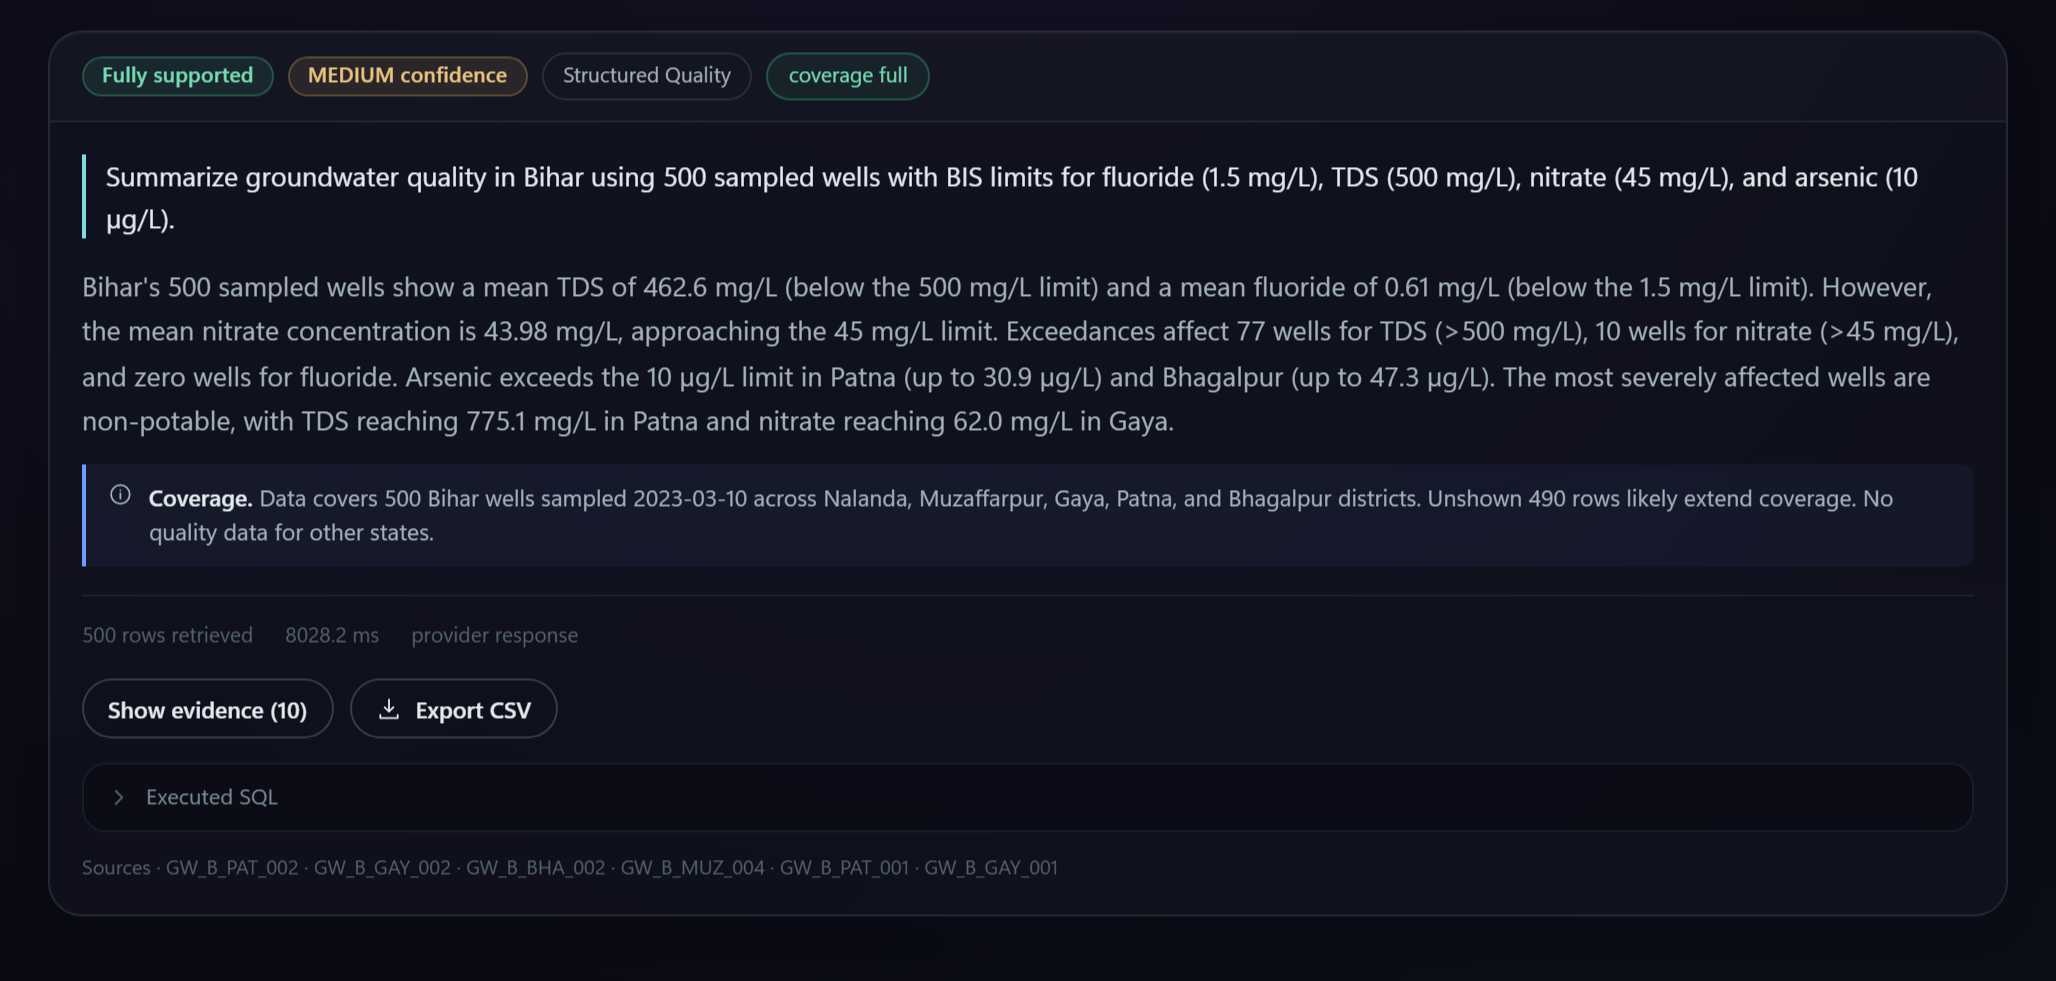 Fully supported
MEDIUM confidence
Structured Quality
coverage full
Summarize groundwater quality in Bihar using 500 sampled wells with BIS limits for fluoride (1.5 mg/L), TDS (500 mg/L), nitrate (45 mg/L), and arsenic (10
µg/L).
Bihar's 500 sampled wells show a mean TDS of 462.6 mg/L (below the 500 mg/L limit) and a mean fluoride of 0.61 mg/L (below the 1.5 mg/L limit). However,
the mean nitrate concentration is 43.98 mg/L, approaching the 45 mg/L limit. Exceedances affect 77 wells for TDS (>500 mg/L), 10 wells for nitrate (>45 mg/L),
and zero wells for fluoride. Arsenic exceeds the 10 µg/L limit in Patna (up to 30.9 µg/L) and Bhagalpur (up to 47.3 µg/L). The most severely affected wells are
non-potable, with TDS reaching 775.1 mg/L in Patna and nitrate reaching 62.0 mg/L in Gaya.
Coverage. Data covers 500 Bihar wells sampled 2023-03-10 across Nalanda, Muzaffarpur, Gaya, Patna, and Bhagalpur districts. Unshown 490 rows likely extend coverage. No
quality data for other states.
500 rows retrieved
8028.2 ms
provider response
Show evidence (10)
Export CSV
Executed SQL
Sources · GW_B_PAT_002 · GW_B_GAY_002 · GW_B_BHA_002 · GW_B_MUZ_004 · GW_B_PAT_001 · GW_B_GAY_001